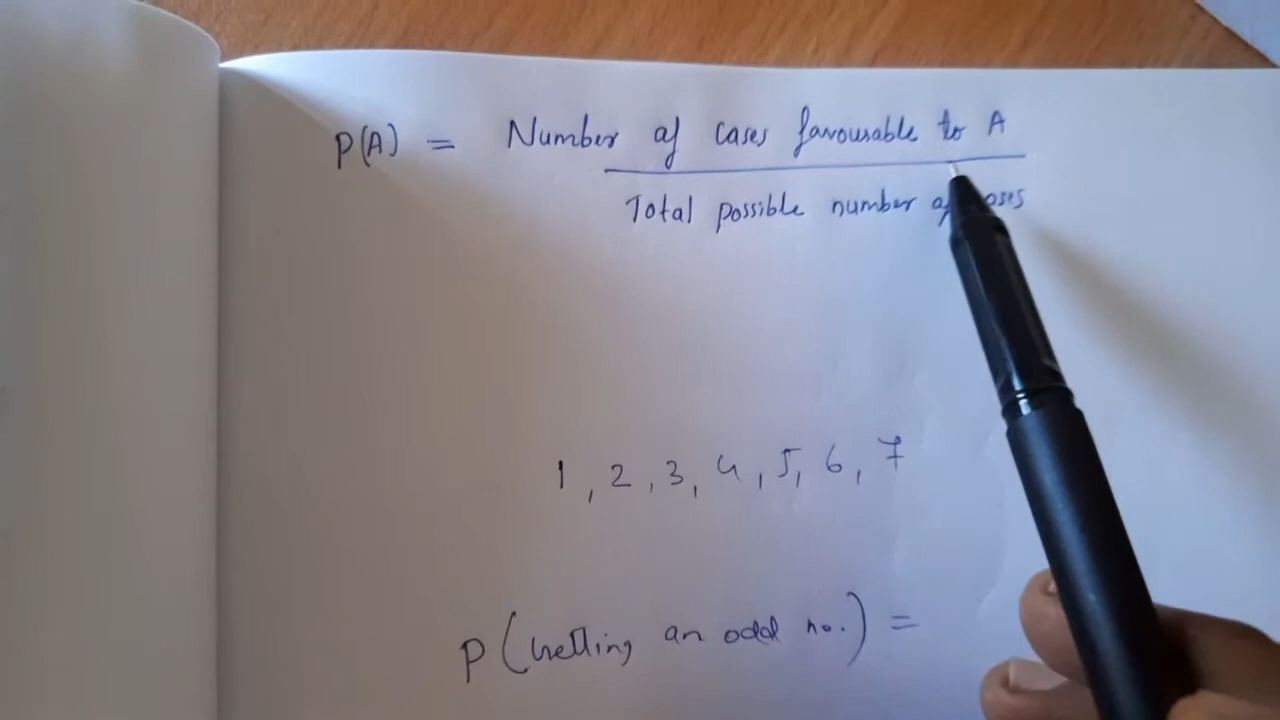 P(A) = Number of cases favourable to A
Total possible number of
1, 2, 3, 4, 5, 6, 7
P(Getting an odd no.) =